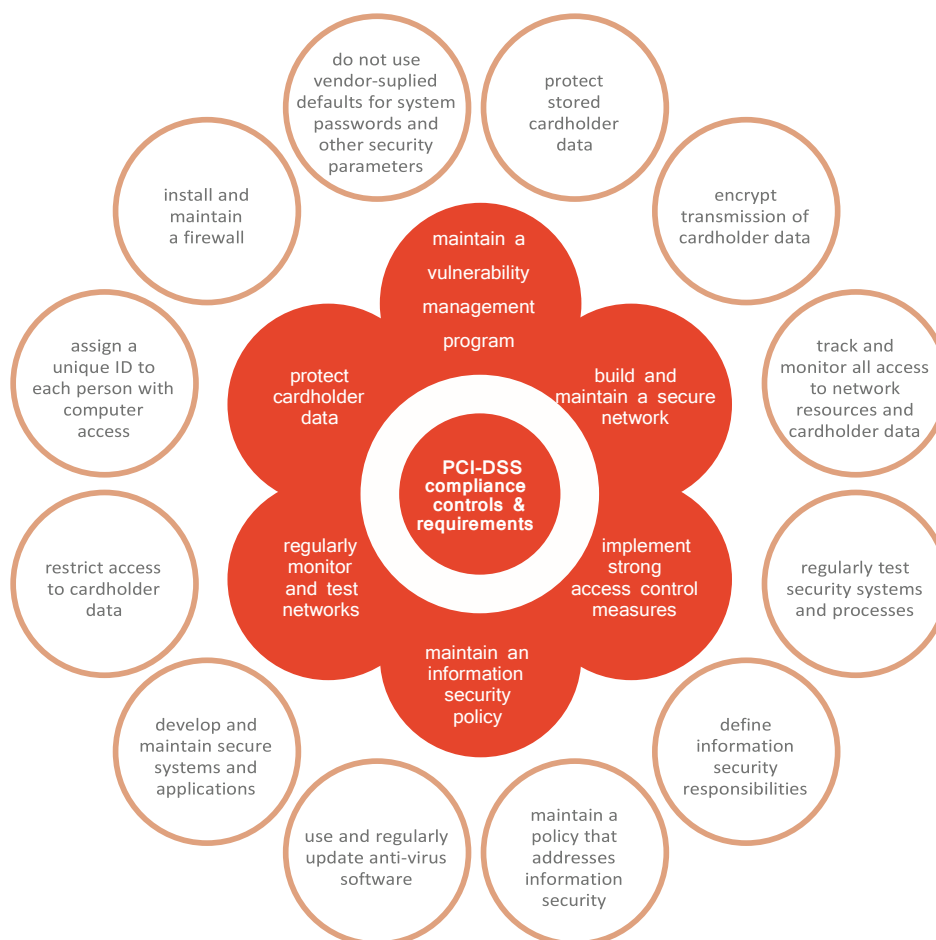 do not use
vendor-suplied
defaults for system
passwords and
other security
parameters
protect
stored
cardholder
data
install and
maintain
a firewall
encrypt
transmission of
cardholder data
maintain a
vulnerability
management
program
assign a
unique ID to
each person with
computer
access
protect
cardholder
data
build and
maintain a secure
network
track and
monitor all access
to network
resources and
cardholder data
PCI-DSS
compliance
controls &
requirements
restrict access
to cardholder
data
regularly
monitor
and test
networks
implement
strong
access control
measures
regularly test
security systems
and processes
maintain an
information
security
policy
develop and
maintain secure
systems and
applications
define
information
security
responsibilities
use and regularly
update anti-virus
software
maintain a
policy that
addresses
information
security